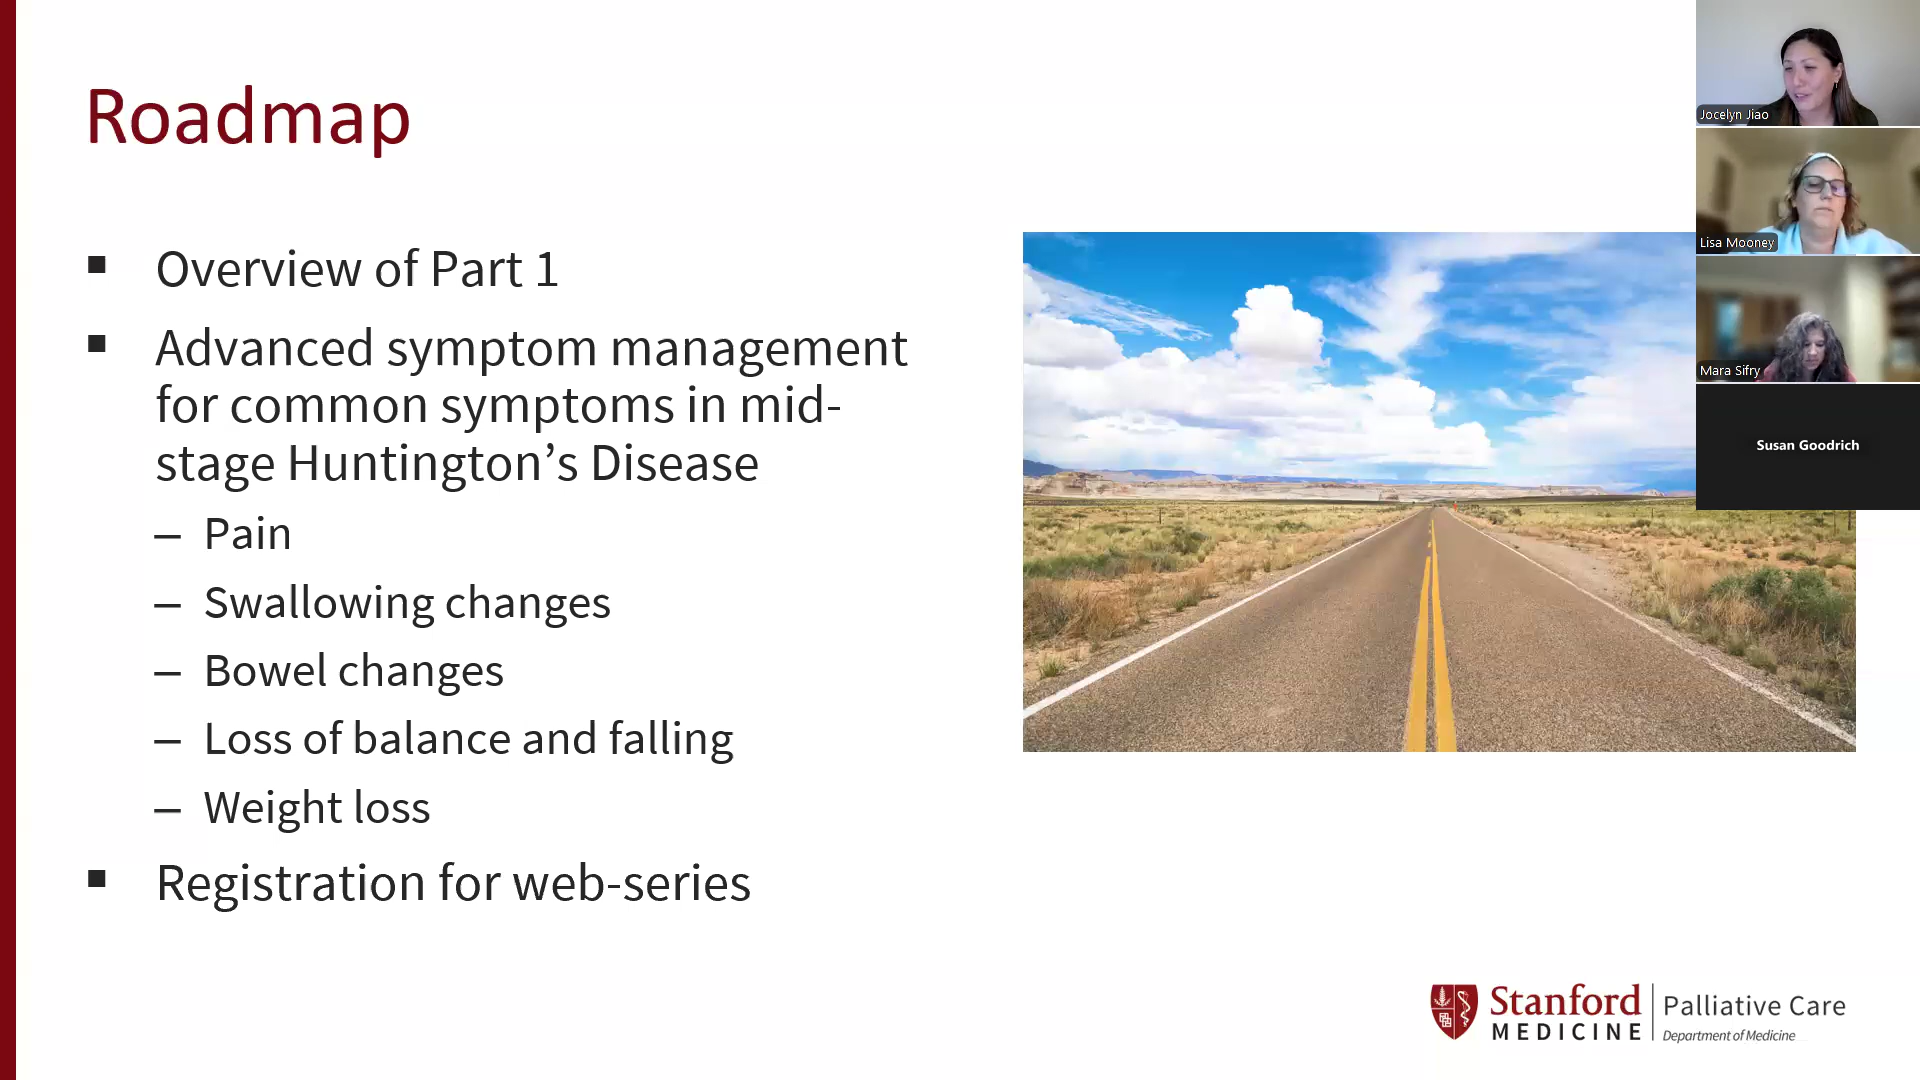 Roadmap
▪ Overview of Part 1
▪ Advanced symptom management
for common symptoms in mid-
stage Huntington’s Disease
– Pain
– Swallowing changes
– Bowel changes
– Loss of balance and falling
– Weight loss
▪ Registration for web-series
Jocelyn Jiao
Lisa Mooney
Mara Sifry
Susan Goodrich
Stanford
MEDICINE
Palliative Care
Department of Medicine